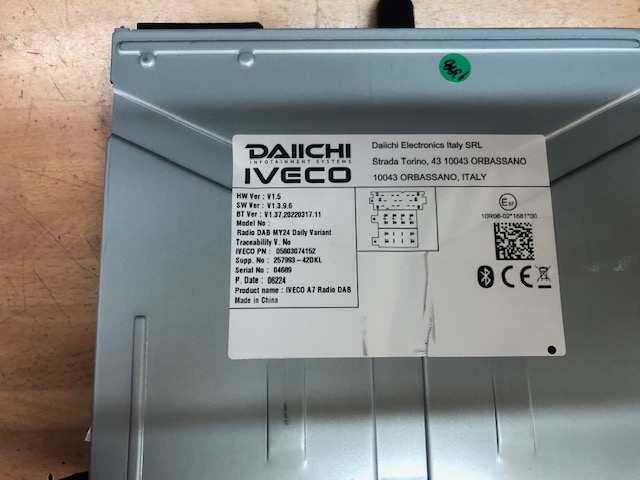 DAIICHI
INFOTAINMENT SYSTEMS
IVECO
Daiichi Electronics Italy SRL
Strada Torino, 43 10043 ORBASSANO
10043 ORBASSANO, ITALY
HW Ver : V1.5
SW Ver : V1.3.9.6
BT Ver : V1.37.20220317.11
Model No :
Radio DAB MY24 Daily Variant
Traceability V. No
IVECO PN : 05803074152
Supp. No : 257993-42DKL
Serial No : 04689
P. Date : 06224
Product name : IVECO A7 Radio DAB
Made in China
10R06-02*1681*00
CE